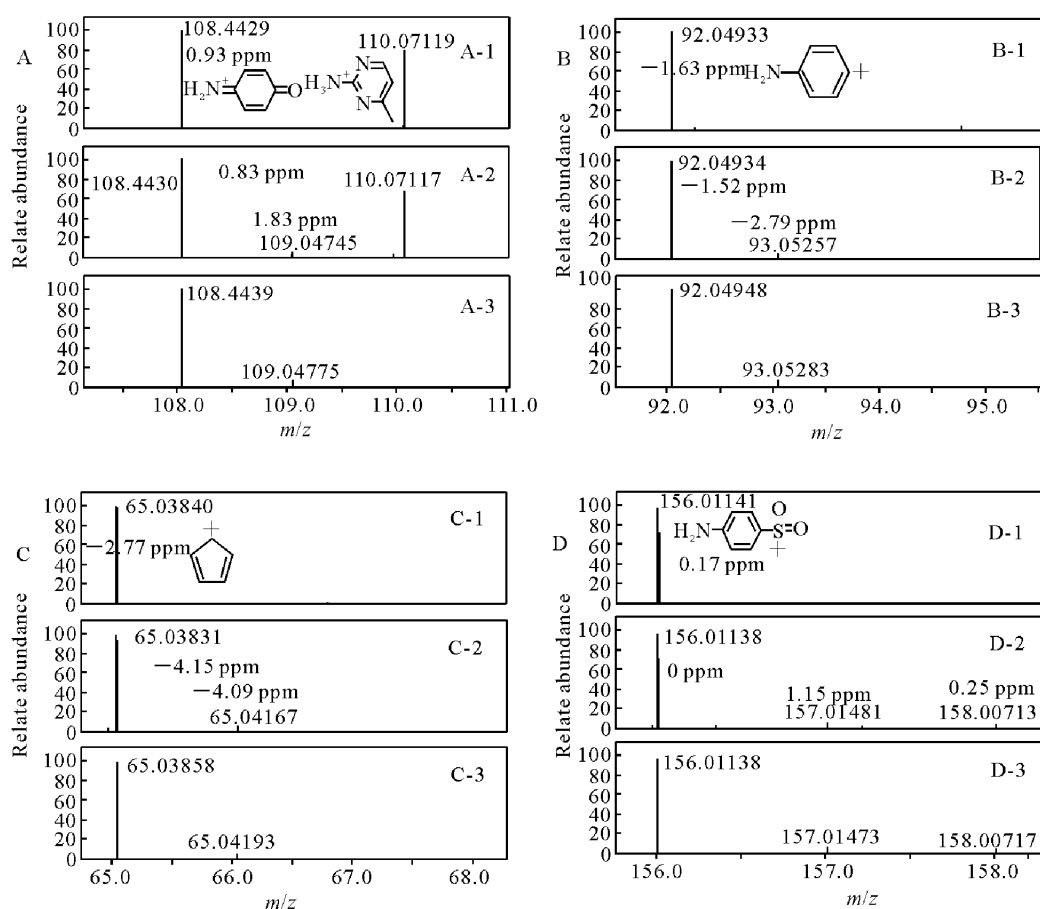 A
Relate abundance
100
80
60
40
20
0
108.4429
0.93 ppm
H₂N
+
O
H₃N
+
N
N
110.07119
A-1
100
80
60
40
20
0
108.4430
0.83 ppm
1.83 ppm
109.04745
110.07117
A-2
100
80
60
40
20
0
108.4439
109.04775
A-3
108.0 109.0 110.0 111.0
m/z
B
Relate abundance
100
80
60
40
20
0
92.04933
−1.63 ppm
H₂N
+
B-1
100
80
60
40
20
0
92.04934
−1.52 ppm
−2.79 ppm
93.05257
B-2
100
80
60
40
20
0
92.04948
93.05283
B-3
92.0 93.0 94.0 95.0
m/z
C
Relate abundance
100
80
60
40
20
0
65.03840
−2.77 ppm
+
C-1
100
80
60
40
20
0
65.03831
−4.15 ppm
−4.09 ppm
65.04167
C-2
100
80
60
40
20
0
65.03858
65.04193
C-3
65.0 66.0 67.0 68.0
m/z
D
Relate abundance
100
80
60
40
20
0
156.01141
H₂N
O
S=O
+
0.17 ppm
D-1
100
80
60
40
20
0
156.01138
0 ppm
1.15 ppm
157.01481
0.25 ppm
158.00713
D-2
100
80
60
40
20
0
156.01138
157.01473
158.00717
D-3
156.0 157.0 158.0
m/z